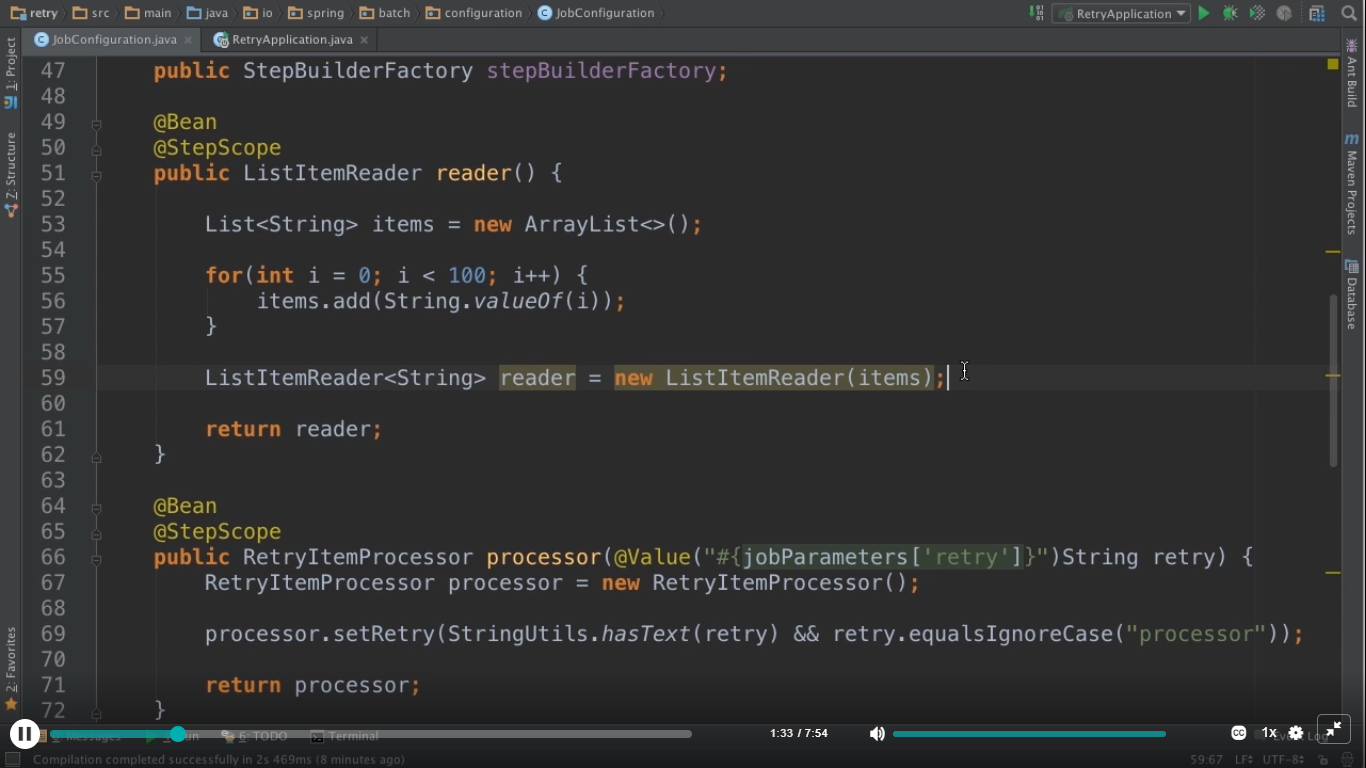 retry src main java io spring batch configuration JobConfiguration RetryApplication
JobConfiguration.java RetryApplication.java
47 public StepBuilderFactory stepBuilderFactory;
48
49 @Bean
50 @StepScope
51 public ListItemReader reader() {
52
53 List<String> items = new ArrayList<>();
54
55 for(int i = 0; i < 100; i++) {
56 items.add(String.valueOf(i));
57 }
58
59 ListItemReader<String> reader = new ListItemReader(items);
60
61 return reader;
62 }
63
64 @Bean
65 @StepScope
66 public RetryItemProcessor processor(@Value("#{jobParameters['retry']}")String retry) {
67 RetryItemProcessor processor = new RetryItemProcessor();
68
69 processor.setRetry(StringUtils.hasText(retry) && retry.equalsIgnoreCase("processor"));
70
71 return processor;
72 }
1: Project
7: Structure
2: Favorites
Ant Build
m Maven Projects
Database
Messages Run 6: TODO Terminal Log
1:33 / 7:54 CC 1x
Compilation completed successfully in 2s 469ms (8 minutes ago) 59:67 LF UTF-8